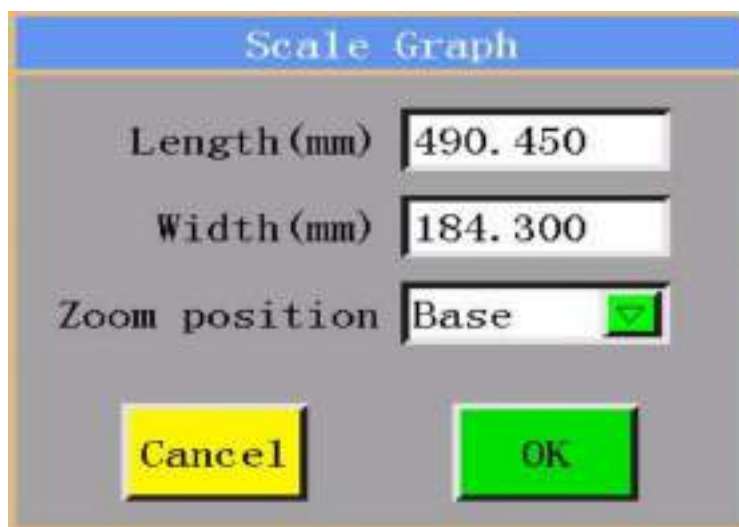 Scale Graph
Length(mm) 490.450
Width(mm) 184.300
Zoom position Base
Cancel OK